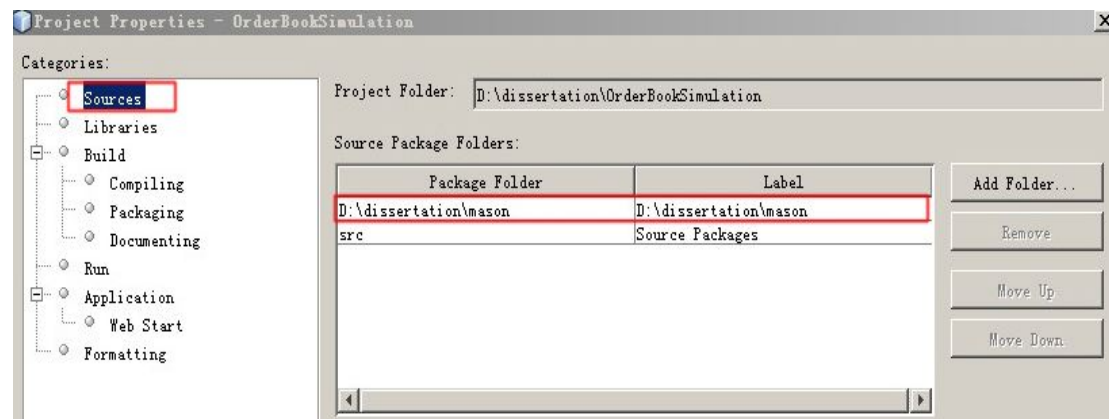 Project Properties - OrderBookSimulation
Categories:
Sources
Libraries
Build
Compiling
Packaging
Documenting
Run
Application
Web Start
Formatting
Project Folder: D:\dissertation\OrderBookSimulation
Source Package Folders:
Package Folder Label
D:\dissertation\mason D:\dissertation\mason
src Source Packages
Add Folder...
Remove
Move Up
Move Down